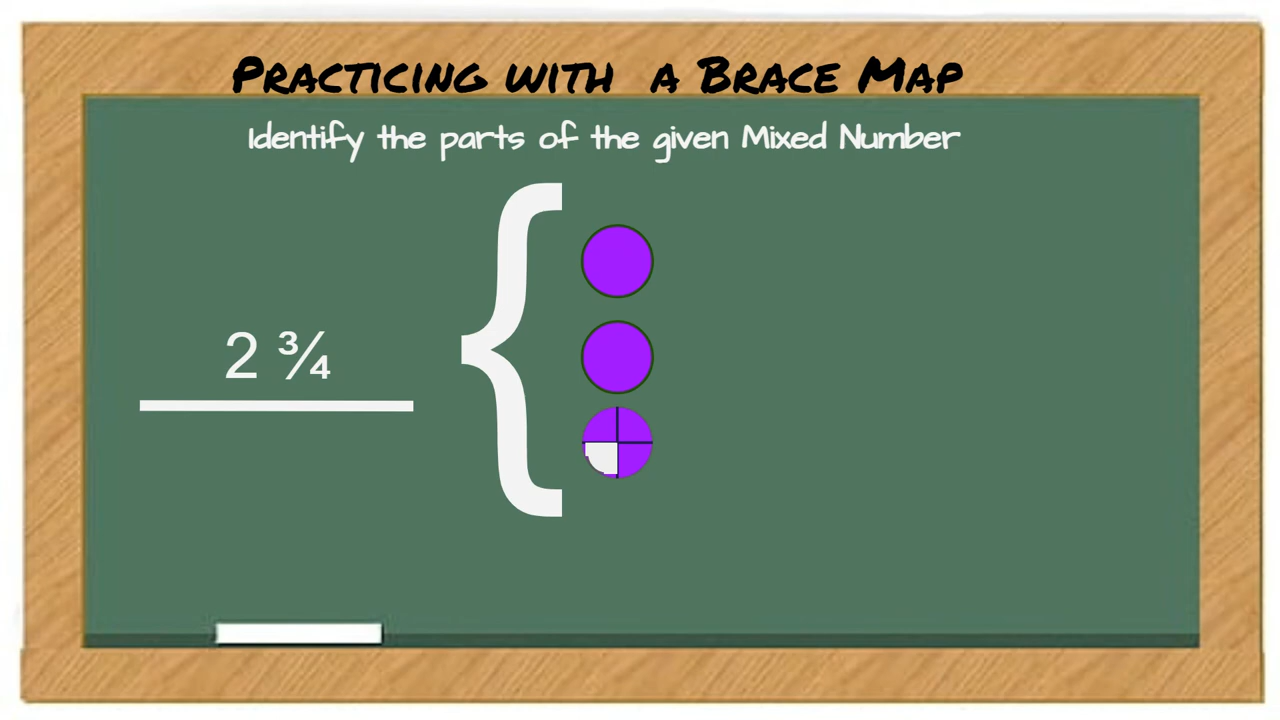 Practicing with a Brace Map
Identify the parts of the given Mixed Number
2 ¾